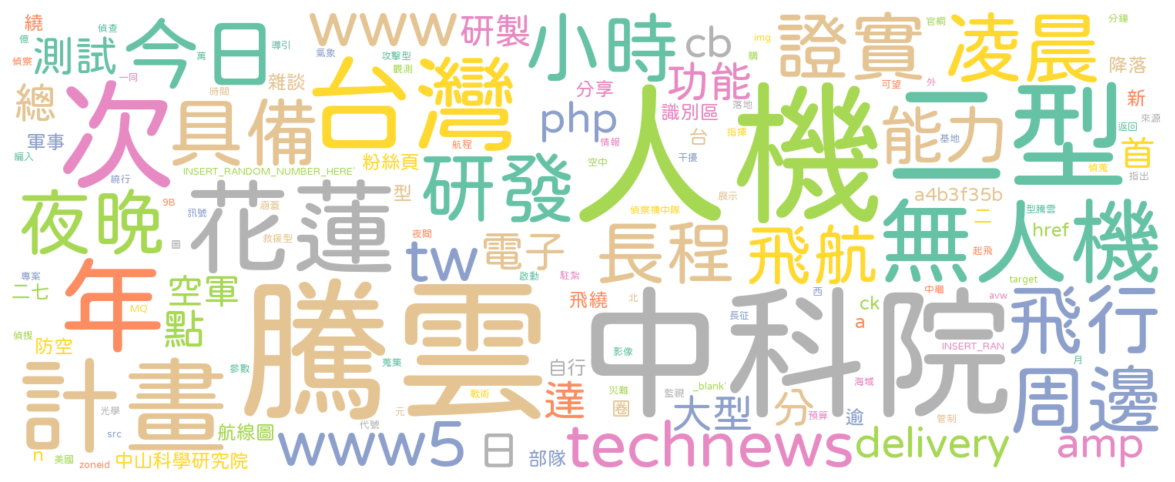 繞
偵查
億
偵察
測試
今日
萬
導引
www
氣象
一同
研製
攻擊型
觀測
小時
cb
購
img
官網
證實
可望
凌晨
外
分鐘
降落
新
總
次
雜談
時間
台灣
分享
php
功能
識別區
落地
台
指揮
能力
二型
首
來源
返回
軍事
編入
具備
INSERT_RANDOM_NUMBER_HERE'
繞行
航程
粉絲頁
情報
研發
空中
干擾
人機
展示
基地
偵蒐
指出
a4b3f35b
夜晚
9B
訊號
圖
花蓮
涵蓋
救援型
型
夜間
偵察機中隊
長程
飛航
二
無人機
型騰雲
href
起飛
tw
電子
啟動
駐紮
target
專案
二七
年
MQ
空軍
點
飛繞
北
西
長征
ck
a
中繼
avw
飛行
偵搜
防空
騰雲
參數
蒐集
影像
中科院
INSERT_RAN
月
計畫
光學
代號
元
戰術
自行
達
災難
圈
_blank'
監視
大型
預算
分
海域
逾
管制
周邊
n
src
美國
zoneid
航線圖
中山科學研究院
www5
日
部隊
technews
delivery
amp